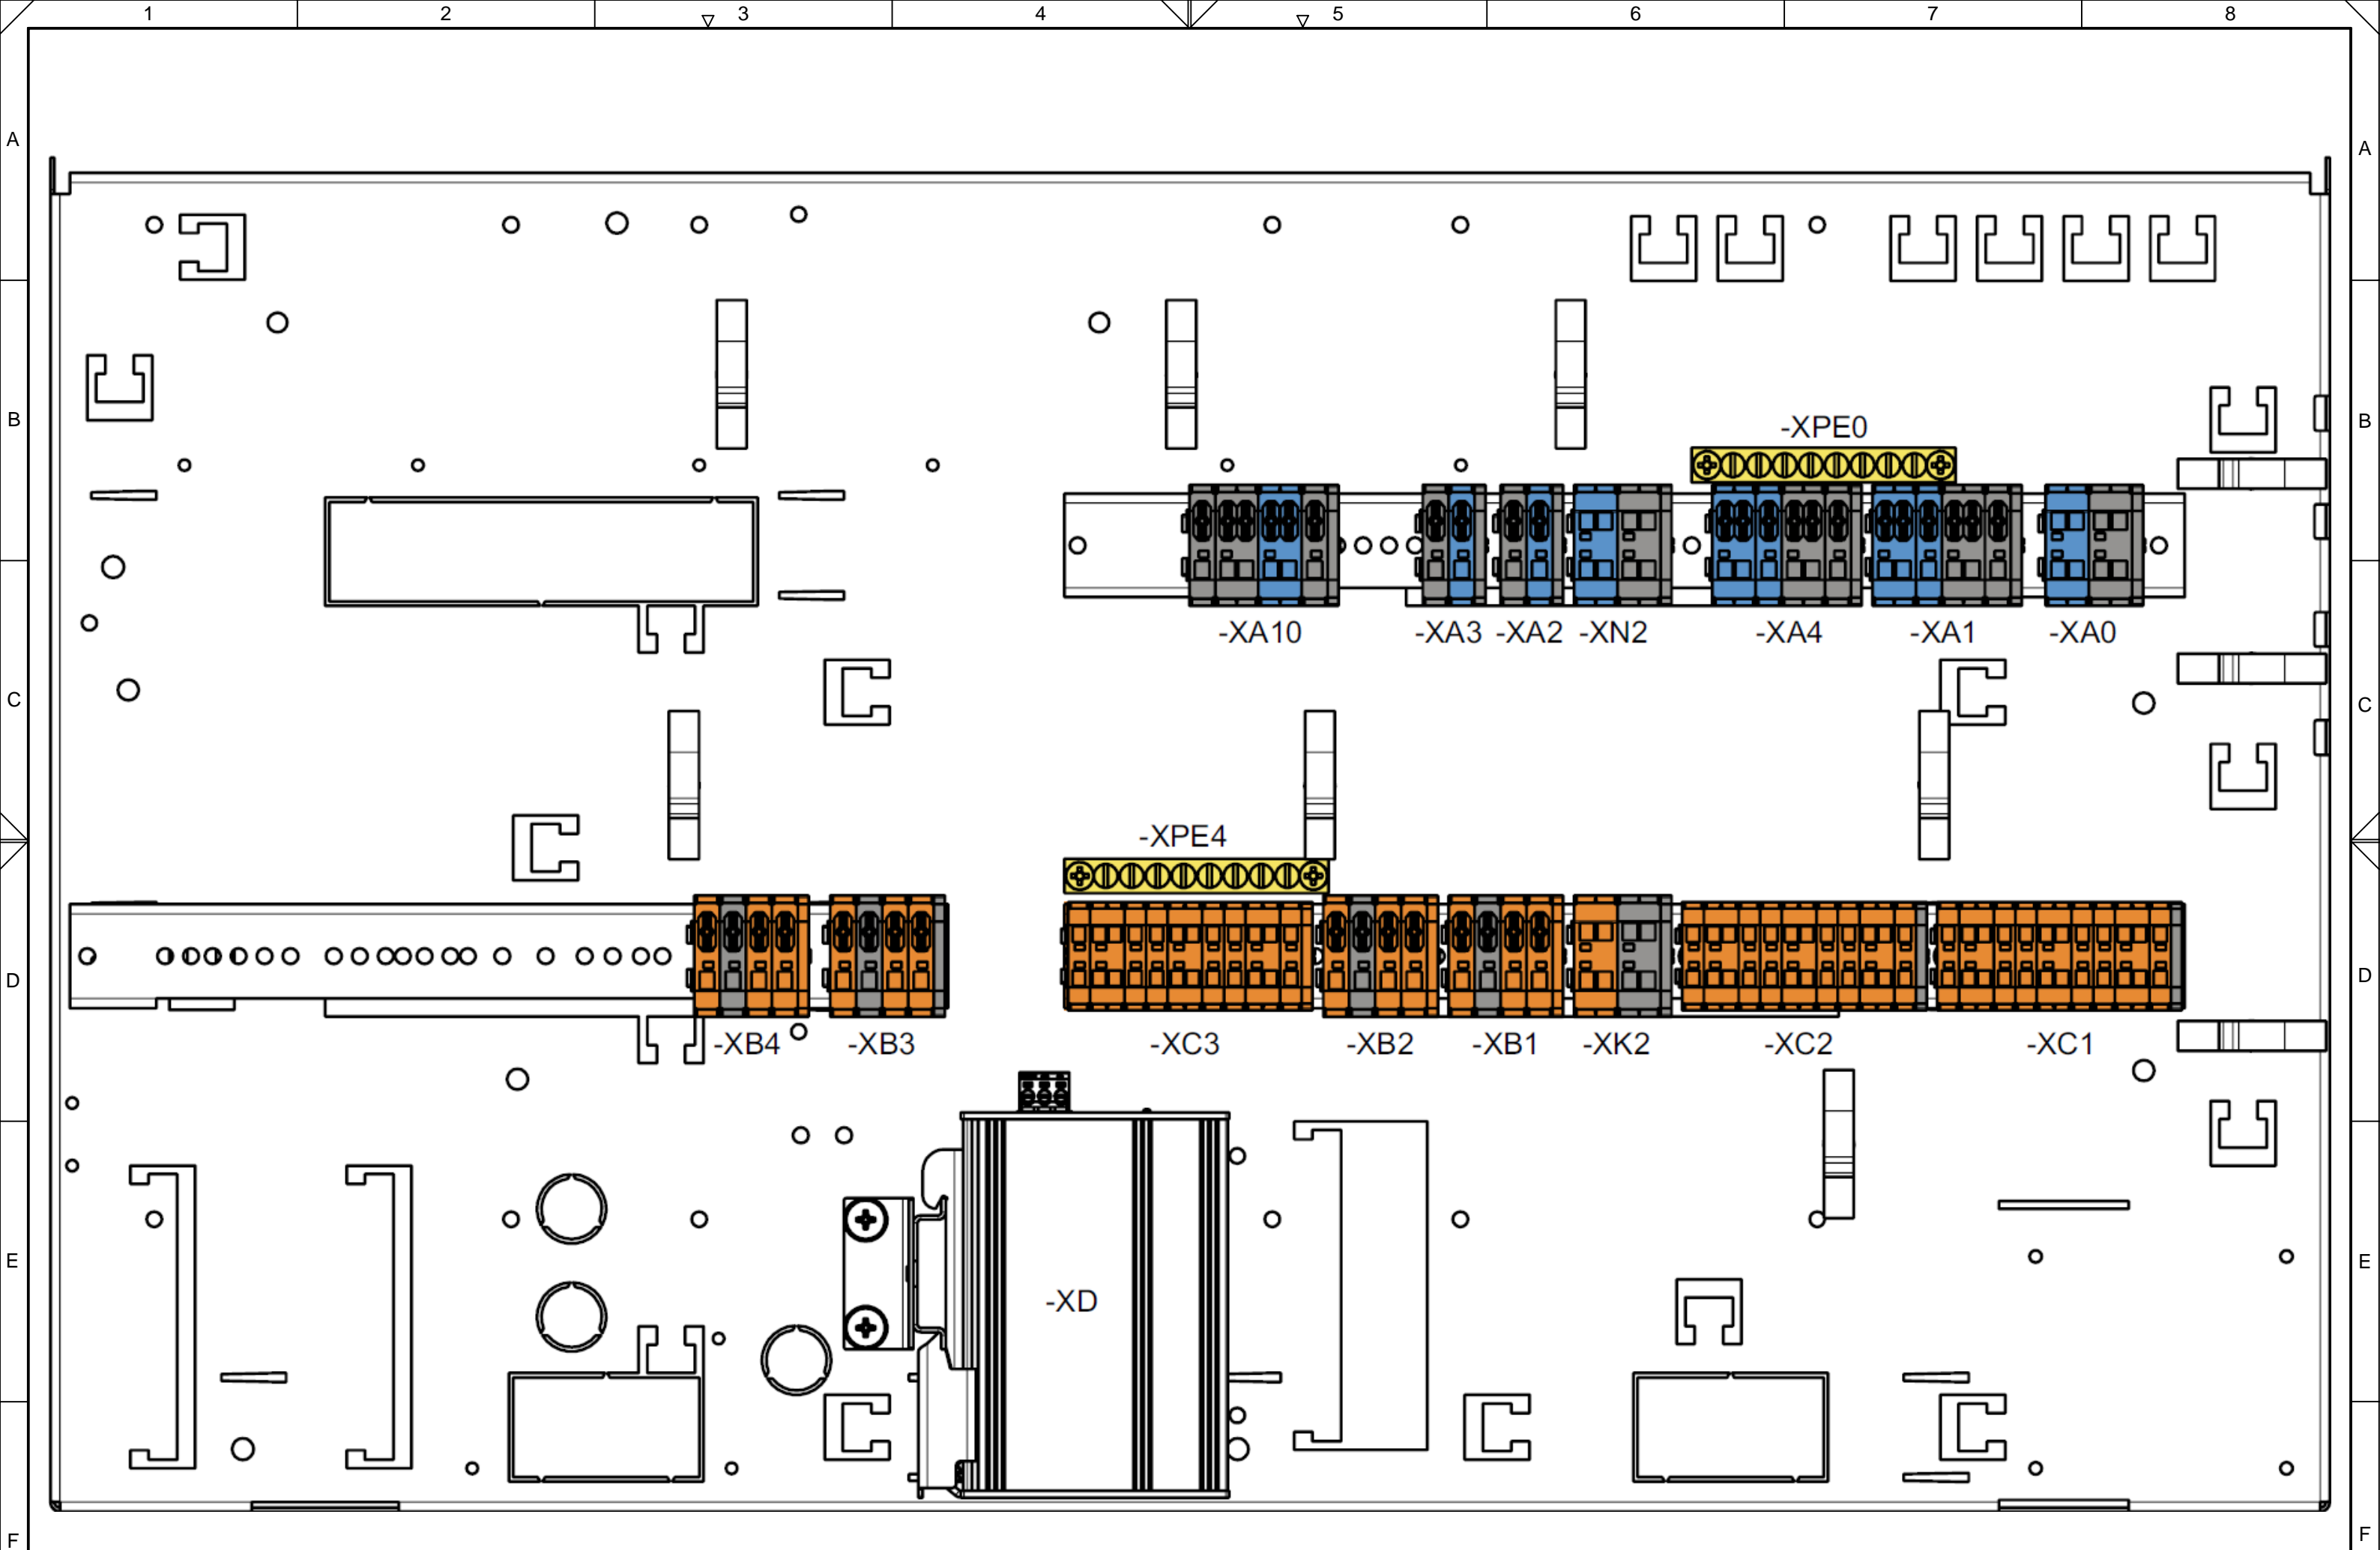 1 2 3 4 5 6 7 8
A A
B B
-XPE0
-XA10 -XA3 -XA2 -XN2 -XA4 -XA1 -XA0
C C
-XPE4
D D
-XB4 -XB3 -XC3 -XB2 -XB1 -XK2 -XC2 -XC1
E E
-XD
F F